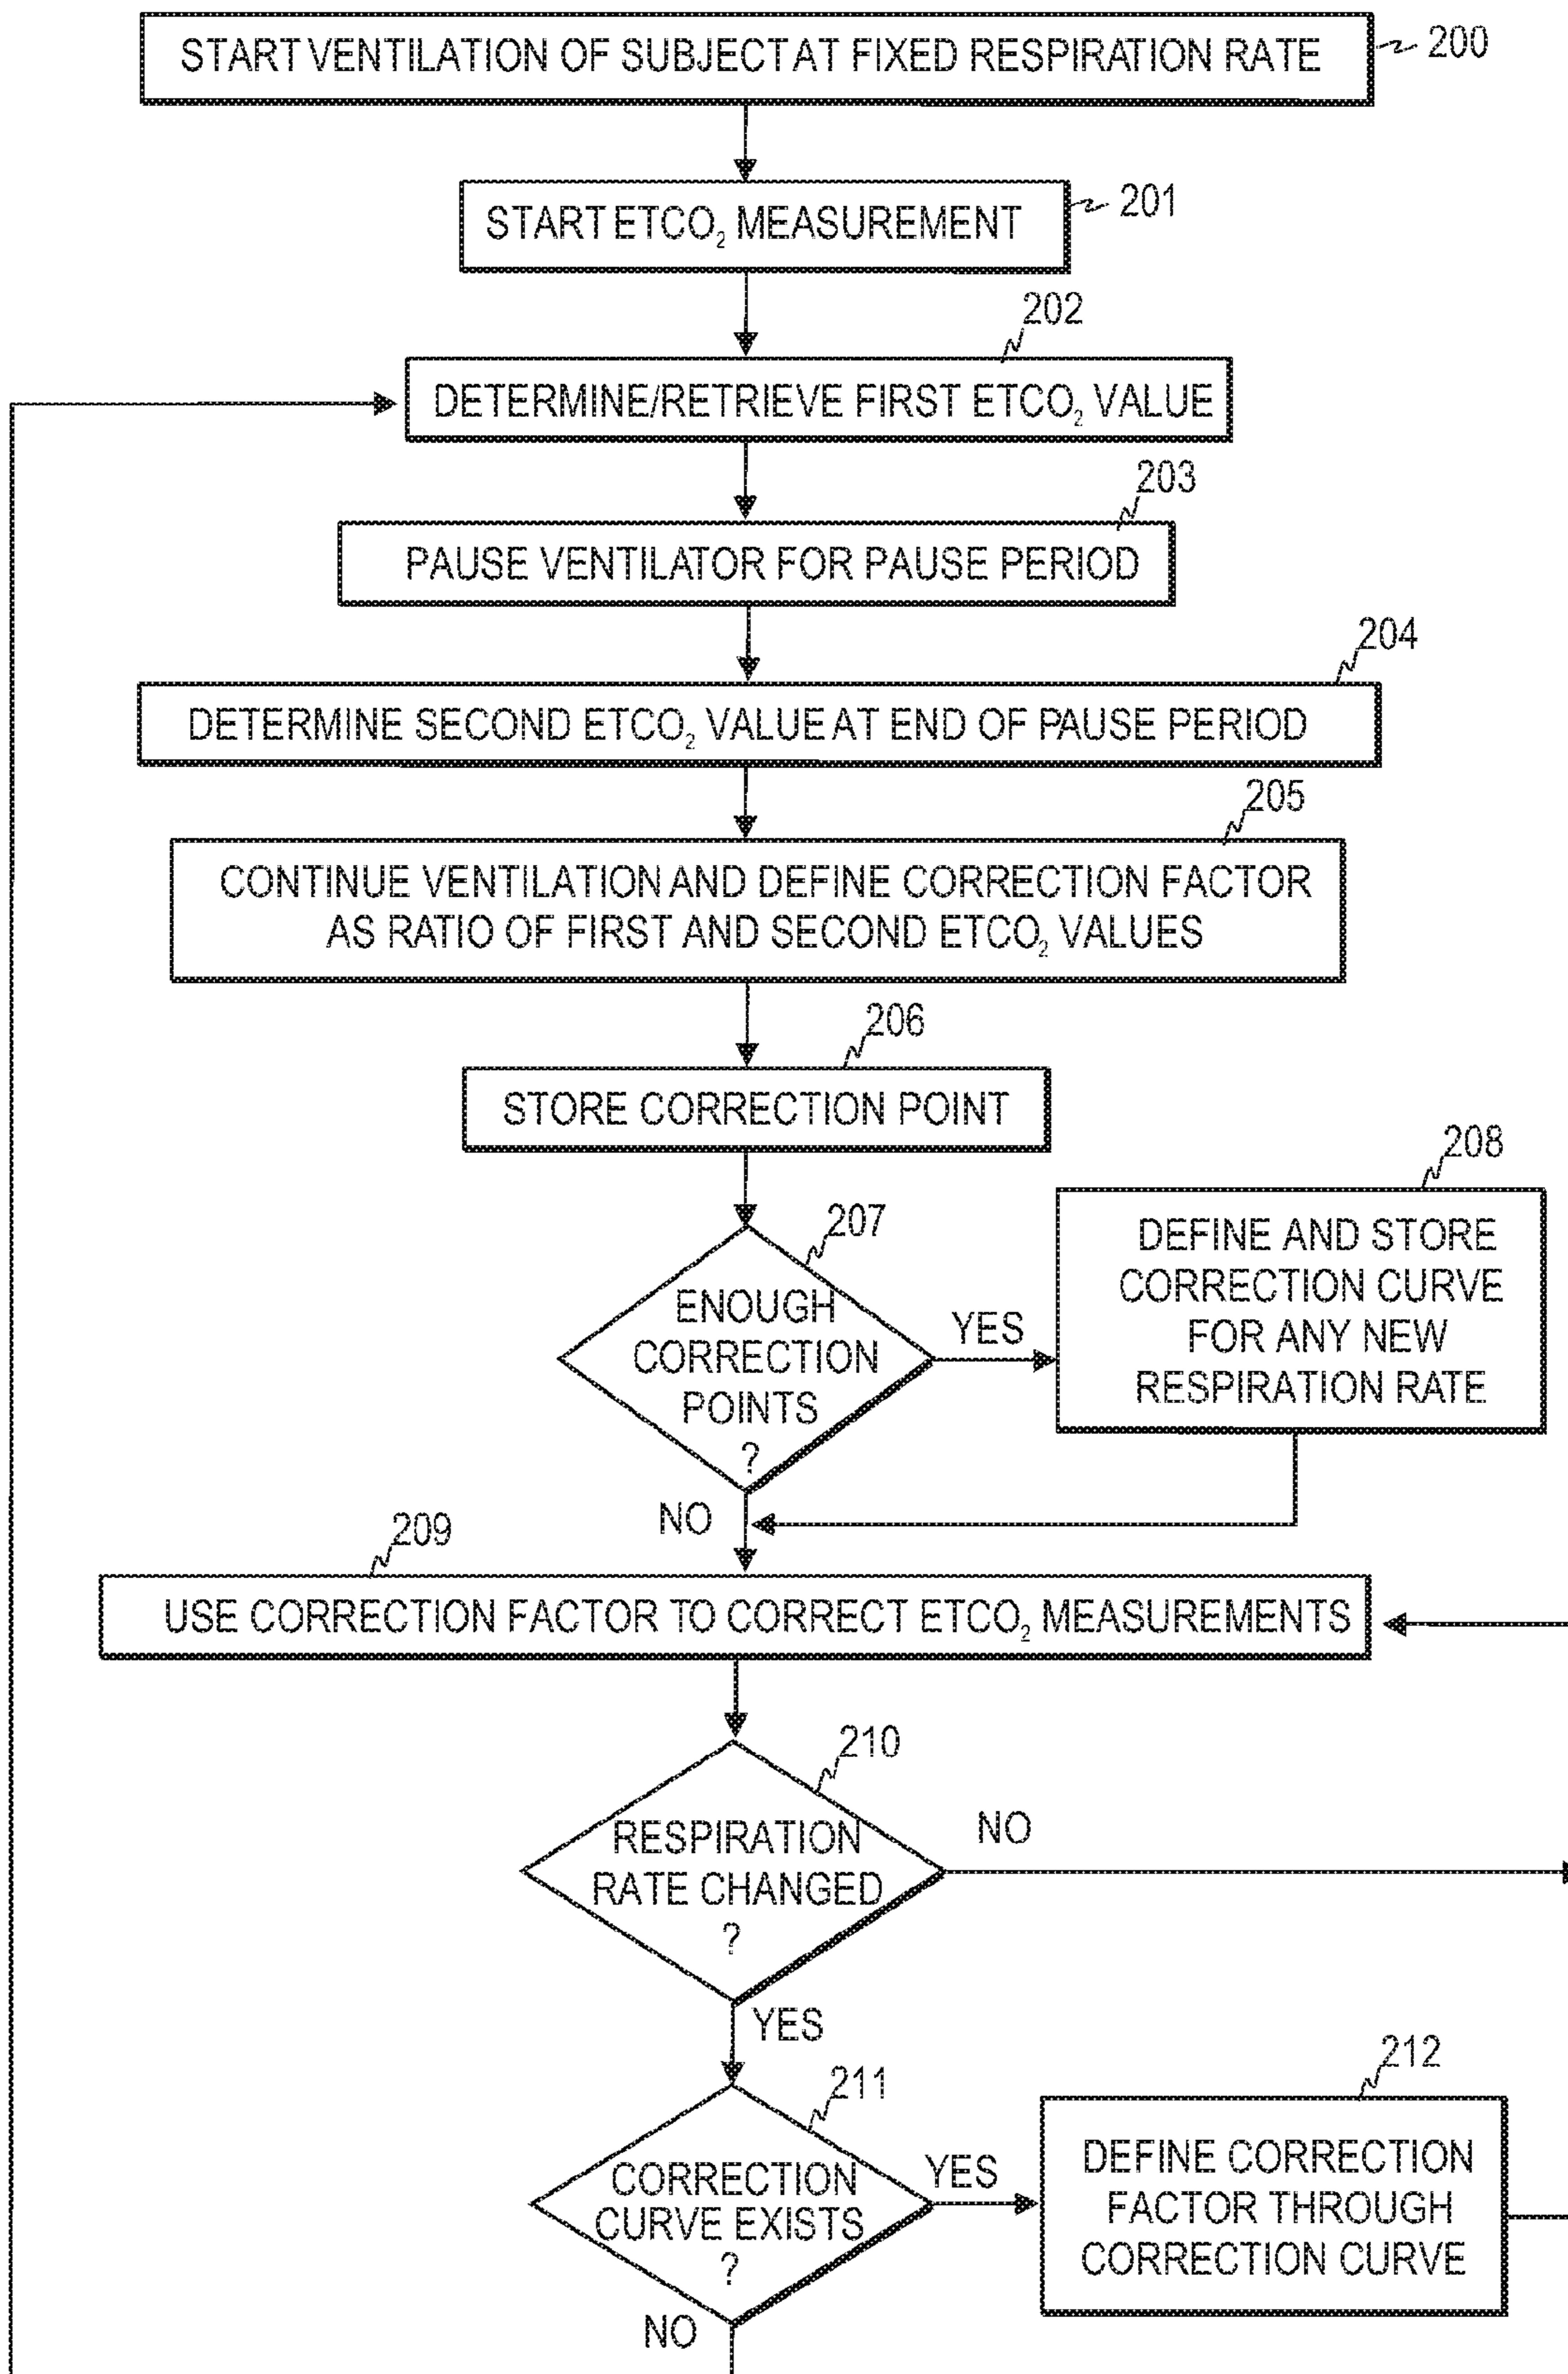 START VENTILATION OF SUBJECT AT FIXED RESPIRATION RATE
200
START ETCO₂ MEASUREMENT
201
202
DETERMINE/RETRIEVE FIRST ETCO₂ VALUE
203
PAUSE VENTILATOR FOR PAUSE PERIOD
204
DETERMINE SECOND ETCO₂ VALUE AT END OF PAUSE PERIOD
205
CONTINUE VENTILATION AND DEFINE CORRECTION FACTOR
AS RATIO OF FIRST AND SECOND ETCO₂ VALUES
206
STORE CORRECTION POINT
207
ENOUGH
CORRECTION
POINTS
?
YES
NO
208
DEFINE AND STORE
CORRECTION CURVE
FOR ANY NEW
RESPIRATION RATE
209
USE CORRECTION FACTOR TO CORRECT ETCO₂ MEASUREMENTS
210
RESPIRATION
RATE CHANGED
?
NO
YES
211
CORRECTION
CURVE EXISTS
?
YES
NO
212
DEFINE CORRECTION
FACTOR THROUGH
CORRECTION CURVE